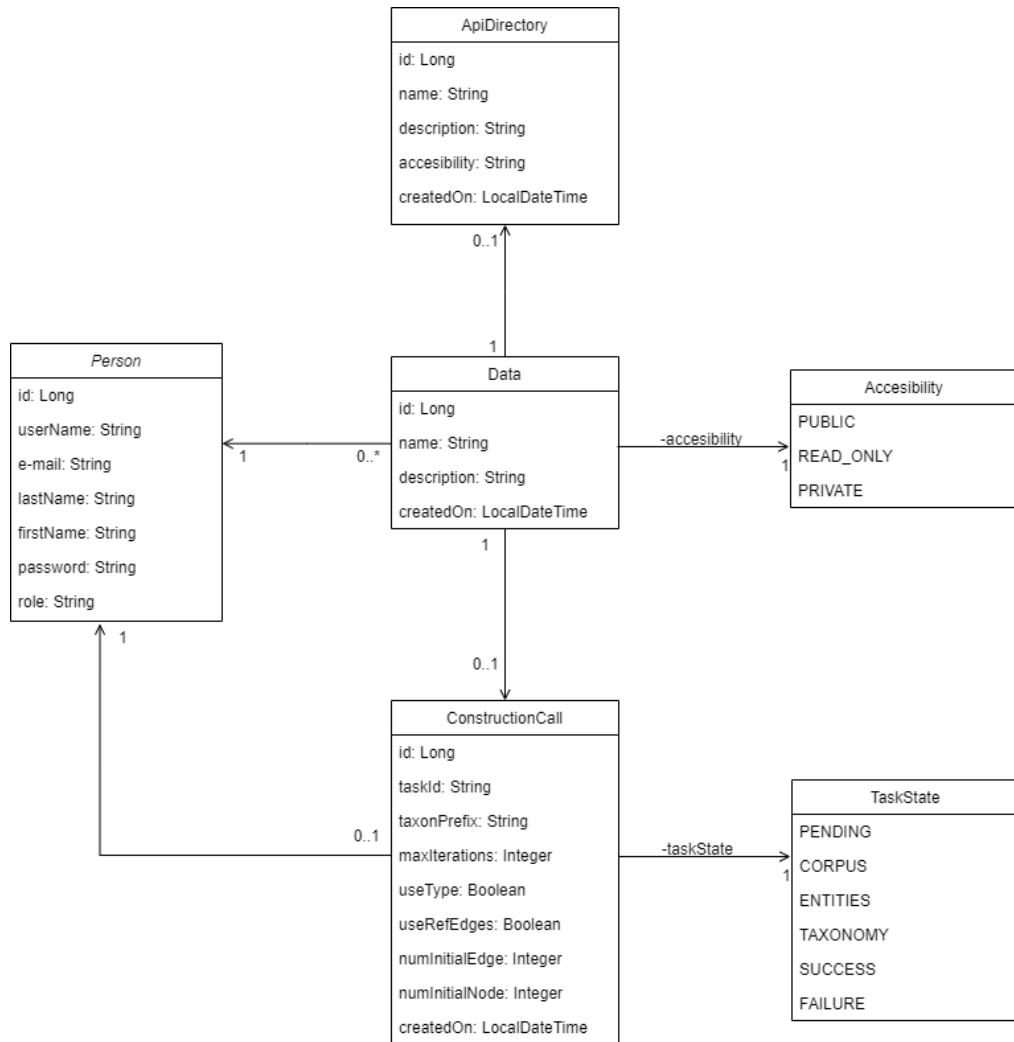 ApiDirectory
id: Long
name: String
description: String
accesibility: String
createdOn: LocalDateTime
0..1
1
Person
id: Long
userName: String
e-mail: String
lastName: String
firstName: String
password: String
role: String
1
0..*
Data
id: Long
name: String
description: String
createdOn: LocalDateTime
-accesibility
1
Accesibility
PUBLIC
READ_ONLY
PRIVATE
1
0..1
1
0..1
ConstructionCall
id: Long
taskId: String
taxonPrefix: String
maxIterations: Integer
useType: Boolean
useRefEdges: Boolean
numInitialEdge: Integer
numInitialNode: Integer
createdOn: LocalDateTime
-taskState
1
TaskState
PENDING
CORPUS
ENTITIES
TAXONOMY
SUCCESS
FAILURE